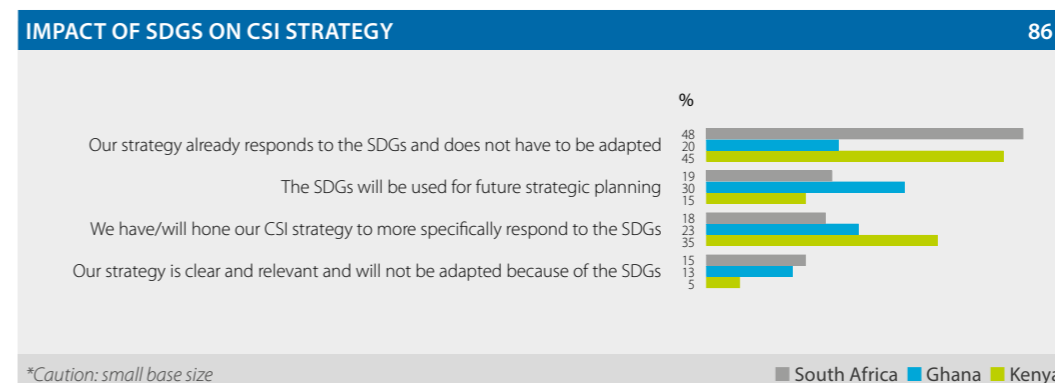 IMPACT OF SDGS ON CSI STRATEGY 86
%
Our strategy already responds to the SDGs and does not have to be adapted
48
20
45
The SDGs will be used for future strategic planning
19
30
15
We have/will hone our CSI strategy to more specifically respond to the SDGs
18
23
35
Our strategy is clear and relevant and will not be adapted because of the SDGs
15
13
5
*Caution: small base size
South Africa Ghana Kenya